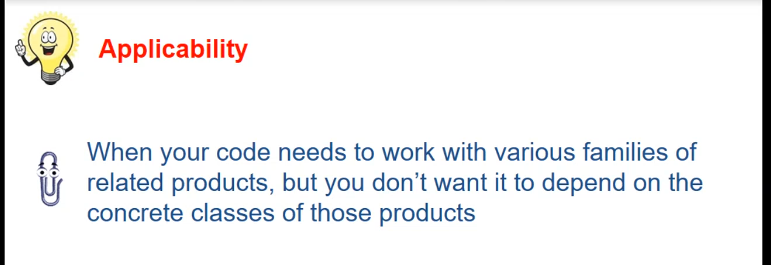 Applicability
When your code needs to work with various families of
related products, but you don’t want it to depend on the
concrete classes of those products